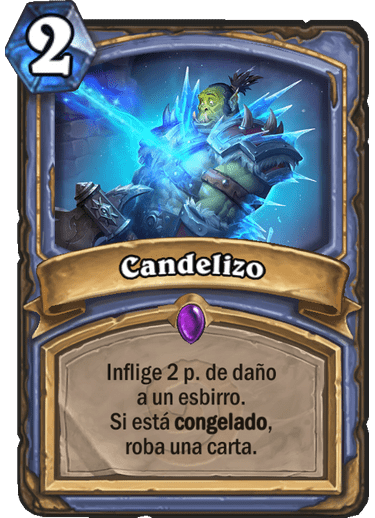 2
Candelizo
Inflige 2 p. de daño
a un esbirro.
Si está congelado,
roba una carta.